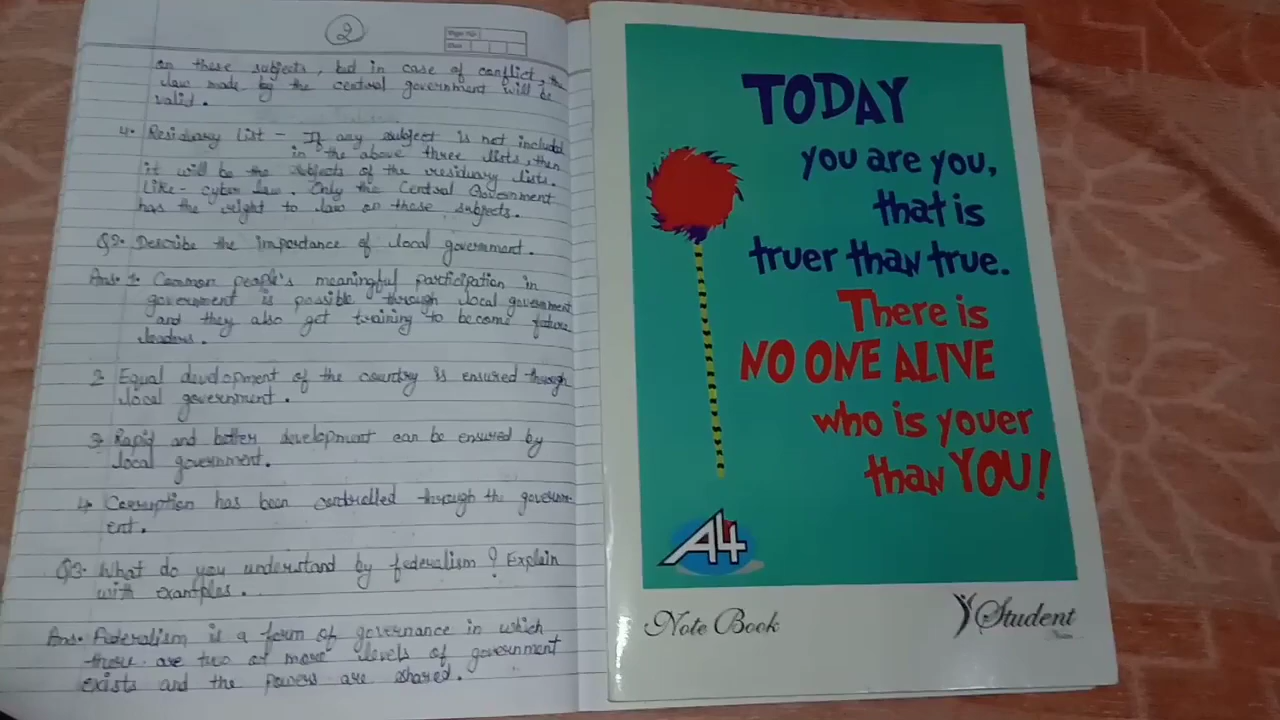 2
Page No.
Date
on these subjects, but in case of conflict, the
law made by the central government will be
valid.
4. Residuary List - If any subject is not included
in the above three lists, then
it will be the subjects of the residuary lists.
Like - cyber law. Only the Central Government
has the right to law on these subjects.
Q2. Describe the importance of local government.
Ans. 1. Common people's meaningful participation in
government is possible through local government
and they also get training to become future
leaders.
2. Equal development of the country is ensured through
local government.
3. Rapid and better development can be ensured by
local government.
4. Corruption has been controlled through the governm-
ent.
Q3. What do you understand by federalism? Explain
with examples.
Ans. Federalism is a form of governance in which
there are two or more levels of government
exists and the powers are shared.
TODAY
you are you,
that is
truer than true.
There is
NO ONE ALIVE
who is youer
than YOU!
A4
Note Book
Student